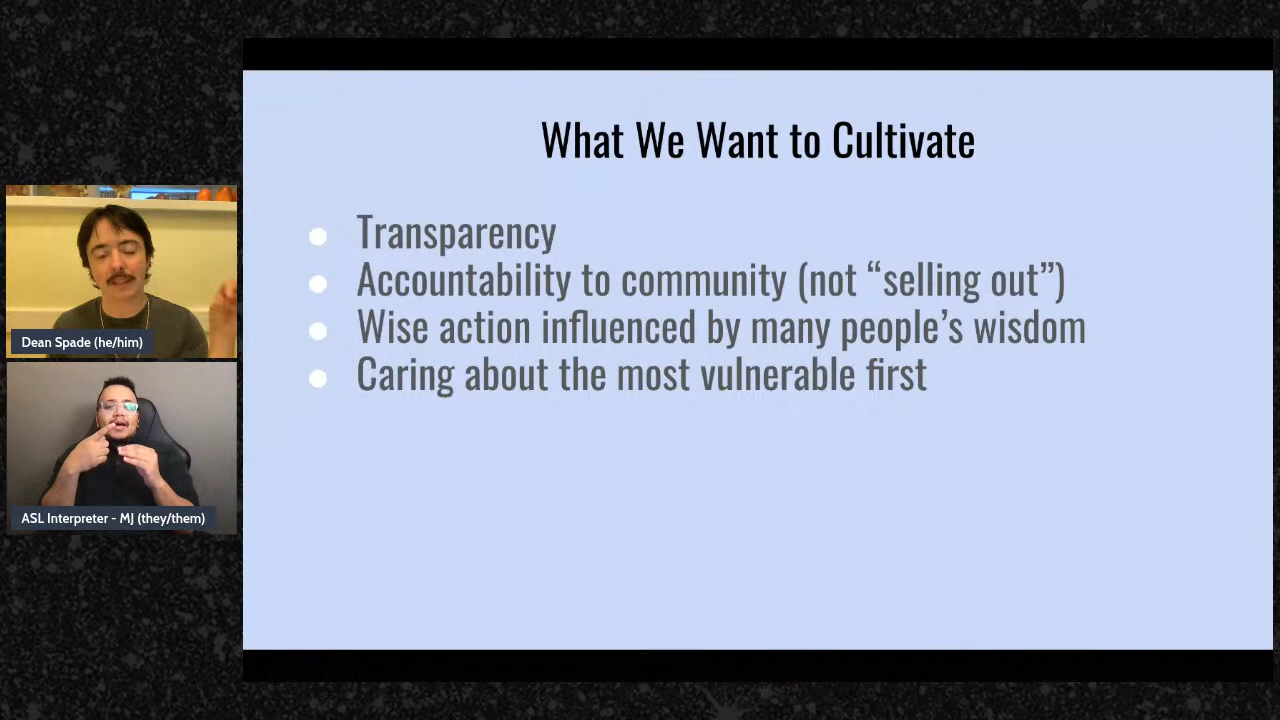 What We Want to Cultivate
Transparency
Accountability to community (not “selling out”)
Wise action influenced by many people’s wisdom
Caring about the most vulnerable first
Dean Spade (he/him)
ASL Interpreter - MJ (they/them)